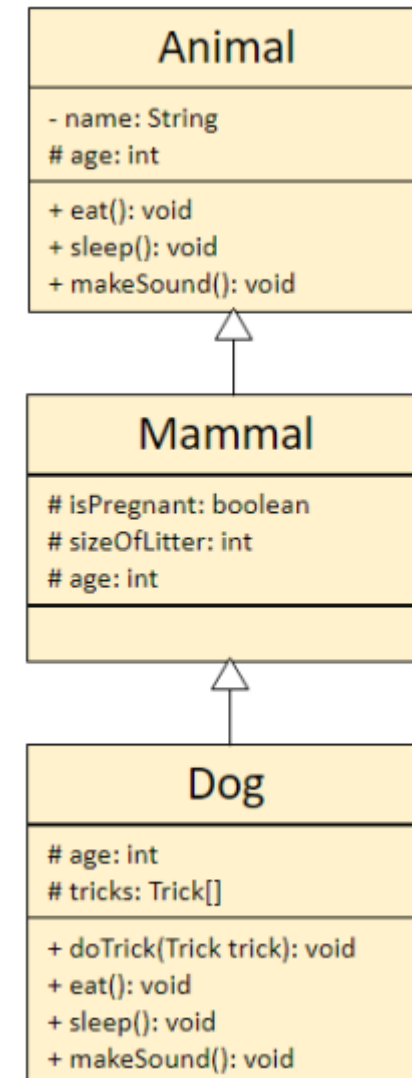 Animal
- name: String
# age: int
+ eat(): void
+ sleep(): void
+ makeSound(): void
Mammal
# isPregnant: boolean
# sizeOfLitter: int
# age: int
Dog
# age: int
# tricks: Trick[]
+ doTrick(Trick trick): void
+ eat(): void
+ sleep(): void
+ makeSound(): void